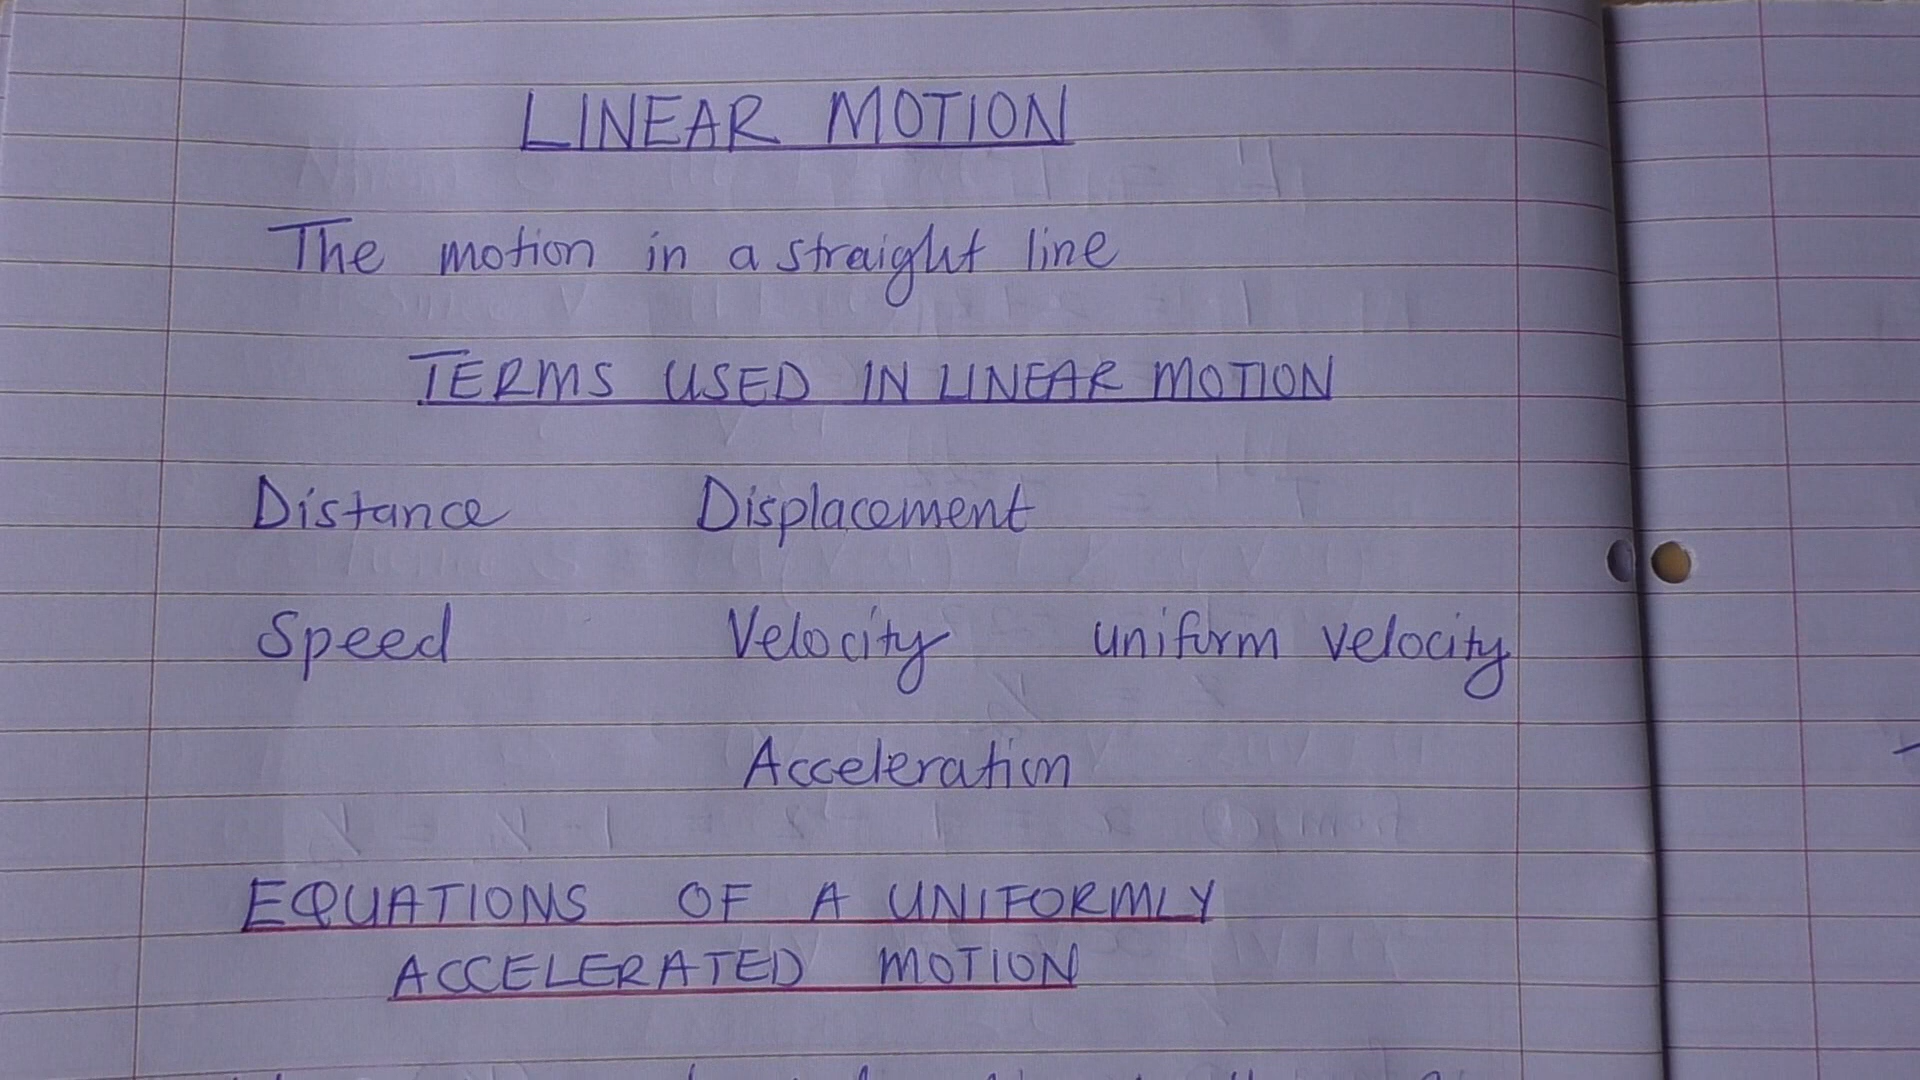 LINEAR MOTION
The motion in a straight line
TERMS USED IN LINEAR MOTION
Distance Displacement
Speed Velocity uniform velocity
Acceleration
EQUATIONS OF A UNIFORMLY
ACCELERATED MOTION